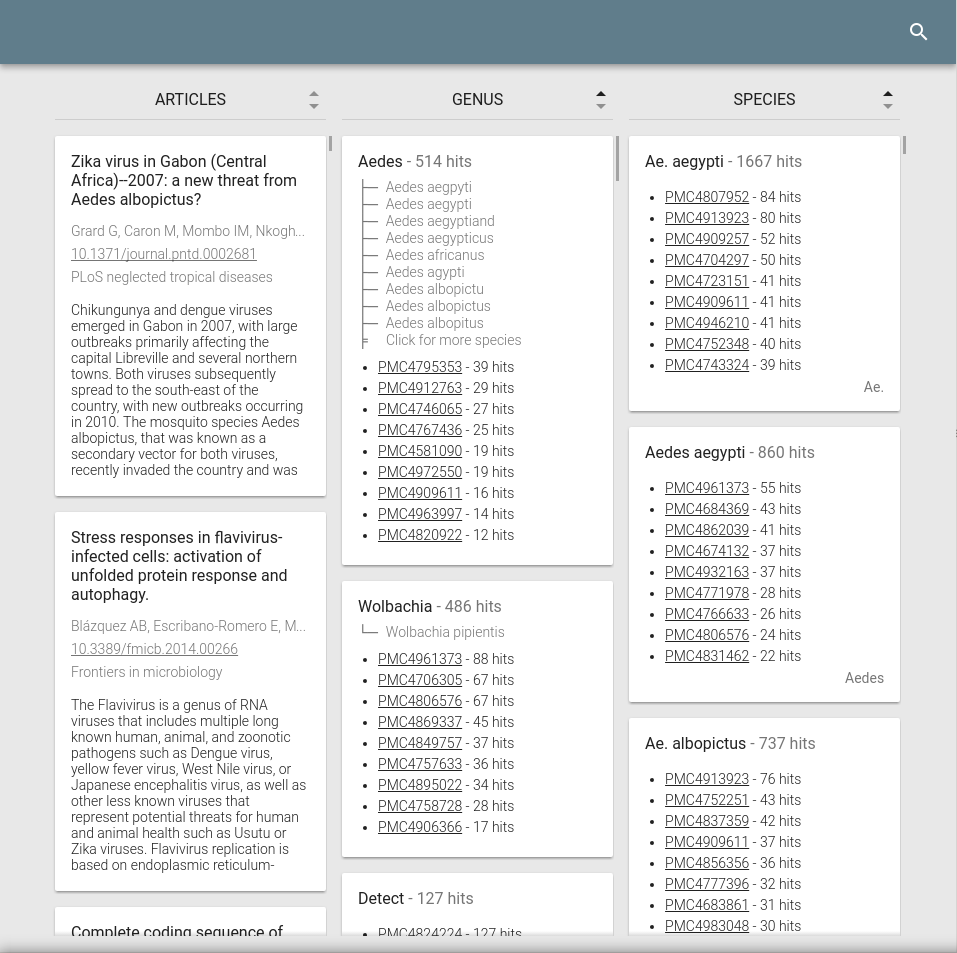 ARTICLES
Zika virus in Gabon (Central
Africa)--2007: a new threat from
Aedes albopictus?
Grard G, Caron M, Mombo IM, Nkogh...
10.1371/journal.pntd.0002681
PLoS neglected tropical diseases
Chikungunya and dengue viruses
emerged in Gabon in 2007, with large
outbreaks primarily affecting the
capital Libreville and several northern
towns. Both viruses subsequently
spread to the south-east of the
country, with new outbreaks occurring
in 2010. The mosquito species Aedes
albopictus, that was known as a
secondary vector for both viruses,
recently invaded the country and was
Stress responses in flavivirus-
infected cells: activation of
unfolded protein response and
autophagy.
Blázquez AB, Escribano-Romero E, M...
10.3389/fmicb.2014.00266
Frontiers in microbiology
The Flavivirus is a genus of RNA
viruses that includes multiple long
known human, animal, and zoonotic
pathogens such as Dengue virus,
yellow fever virus, West Nile virus, or
Japanese encephalitis virus, as well as
other less known viruses that
represent potential threats for human
and animal health such as Usutu or
Zika viruses. Flavivirus replication is
based on endoplasmic reticulum-
Complete coding sequence of
GENUS
Aedes - 514 hits
Aedes aegpyti
Aedes aegypti
Aedes aegyptiand
Aedes aegypticus
Aedes africanus
Aedes agypti
Aedes albopictu
Aedes albopictus
Aedes albopitus
Click for more species
PMC4795353 - 39 hits
PMC4912763 - 29 hits
PMC4746065 - 27 hits
PMC4767436 - 25 hits
PMC4581090 - 19 hits
PMC4972550 - 19 hits
PMC4909611 - 16 hits
PMC4963997 - 14 hits
PMC4820922 - 12 hits
Wolbachia - 486 hits
Wolbachia pipientis
PMC4961373 - 88 hits
PMC4706305 - 67 hits
PMC4806576 - 67 hits
PMC4869337 - 45 hits
PMC4849757 - 37 hits
PMC4757633 - 36 hits
PMC4895022 - 34 hits
PMC4758728 - 28 hits
PMC4906366 - 17 hits
Detect - 127 hits
PMC4824224 - 127 hits
SPECIES
Ae. aegypti - 1667 hits
PMC4807952 - 84 hits
PMC4913923 - 80 hits
PMC4909257 - 52 hits
PMC4704297 - 50 hits
PMC4723151 - 41 hits
PMC4909611 - 41 hits
PMC4946210 - 41 hits
PMC4752348 - 40 hits
PMC4743324 - 39 hits
Ae.
Aedes aegypti - 860 hits
PMC4961373 - 55 hits
PMC4684369 - 43 hits
PMC4862039 - 41 hits
PMC4674132 - 37 hits
PMC4932163 - 37 hits
PMC4771978 - 28 hits
PMC4766633 - 26 hits
PMC4806576 - 24 hits
PMC4831462 - 22 hits
Aedes
Ae. albopictus - 737 hits
PMC4913923 - 76 hits
PMC4752251 - 43 hits
PMC4837359 - 42 hits
PMC4909611 - 37 hits
PMC4856356 - 36 hits
PMC4777396 - 32 hits
PMC4683861 - 31 hits
PMC4983048 - 30 hits